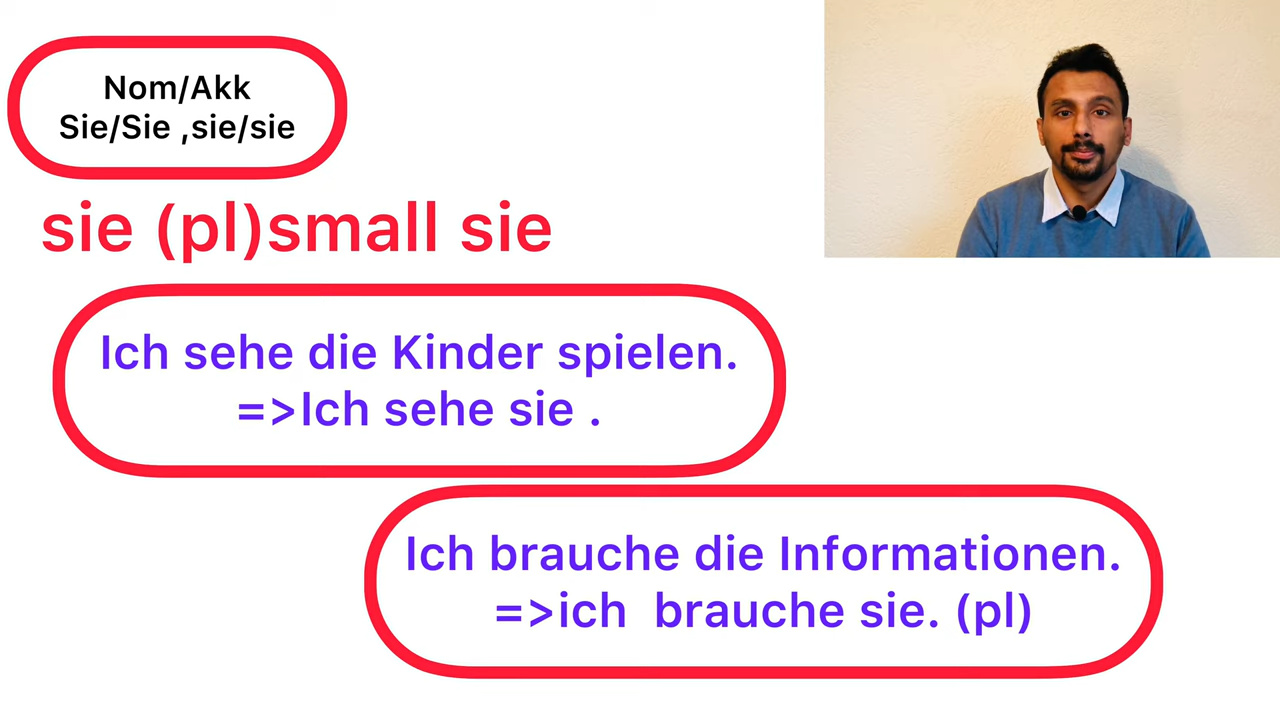 Nom/Akk
Sie/Sie ,sie/sie
sie (pl)small sie
Ich sehe die Kinder spielen.
=>Ich sehe sie .
Ich brauche die Informationen.
=>ich  brauche sie. (pl)